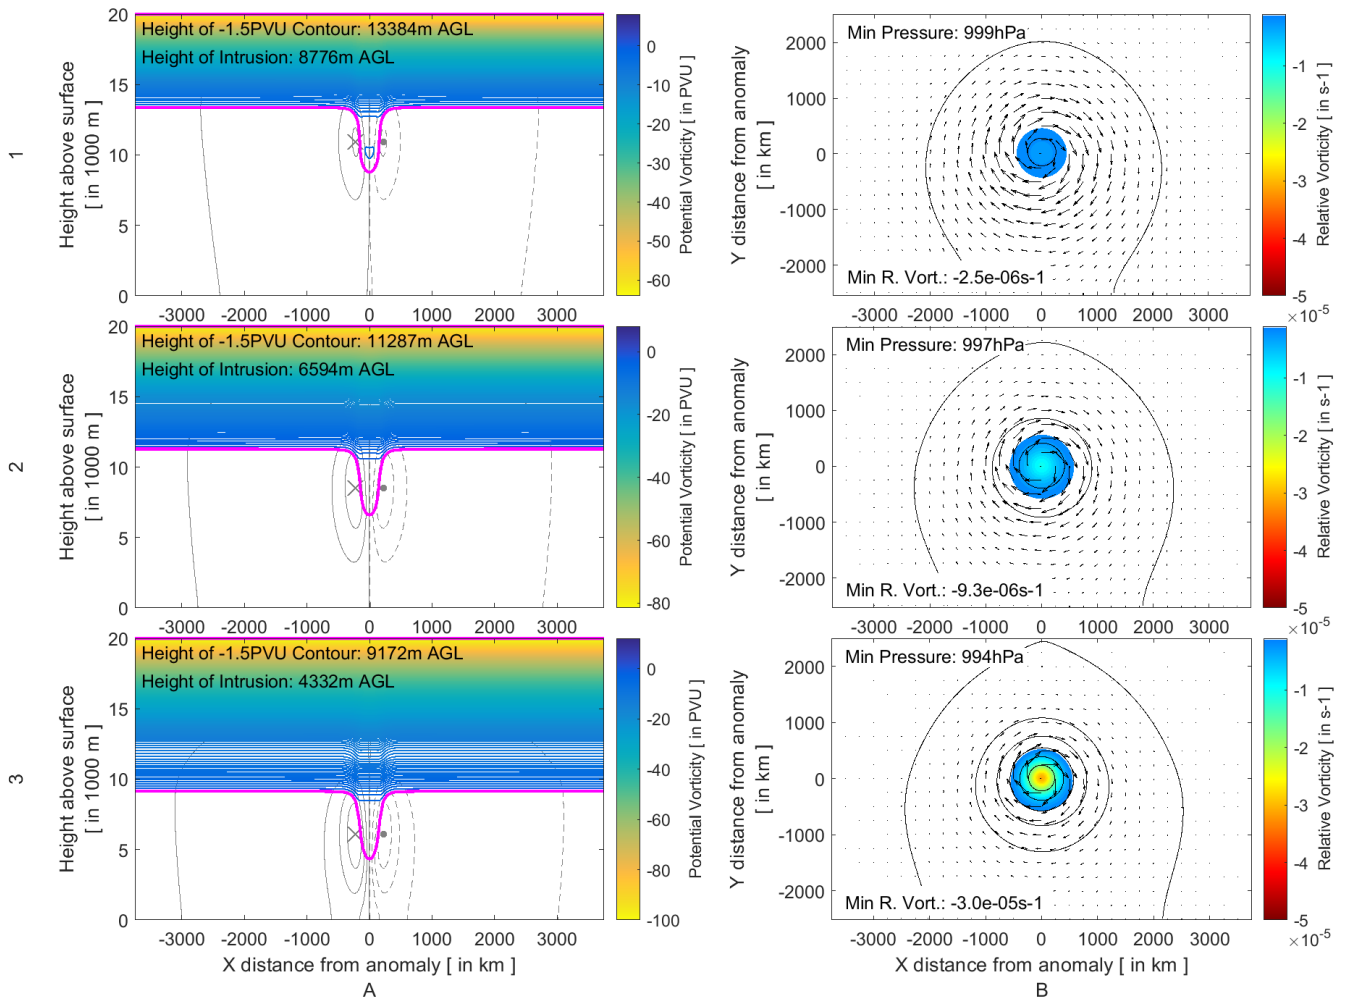 1
Height above surface
[ in 1000 m ]
20
15
10
5
0
Height of -1.5PVU Contour: 13384m AGL
Height of Intrusion: 8776m AGL
-3000 -2000 -1000 0 1000 2000 3000
0
-10
-20
-30
-40
-50
-60
Potential Vorticity [ in PVU ]
Y distance from anomaly
[ in km ]
2000
1000
0
-1000
-2000
Min Pressure: 999hPa
Min R. Vort.: -2.5e-06s-1
-3000 -2000 -1000 0 1000 2000 3000
-1
-2
-3
-4
-5
×10-5
Relative Vorticity [ in s-1 ]
2
Height above surface
[ in 1000 m ]
20
15
10
5
0
Height of -1.5PVU Contour: 11287m AGL
Height of Intrusion: 6594m AGL
-3000 -2000 -1000 0 1000 2000 3000
0
-20
-40
-60
-80
Potential Vorticity [ in PVU ]
Y distance from anomaly
[ in km ]
2000
1000
0
-1000
-2000
Min Pressure: 997hPa
Min R. Vort.: -9.3e-06s-1
-3000 -2000 -1000 0 1000 2000 3000
-1
-2
-3
-4
-5
×10-5
Relative Vorticity [ in s-1 ]
3
Height above surface
[ in 1000 m ]
20
15
10
5
0
Height of -1.5PVU Contour: 9172m AGL
Height of Intrusion: 4332m AGL
-3000 -2000 -1000 0 1000 2000 3000
X distance from anomaly [ in km ]
A
0
-20
-40
-60
-80
-100
Potential Vorticity [ in PVU ]
Y distance from anomaly
[ in km ]
2000
1000
0
-1000
-2000
Min Pressure: 994hPa
Min R. Vort.: -3.0e-05s-1
-3000 -2000 -1000 0 1000 2000 3000
X distance from anomaly [ in km ]
B
-1
-2
-3
-4
-5
×10-5
Relative Vorticity [ in s-1 ]